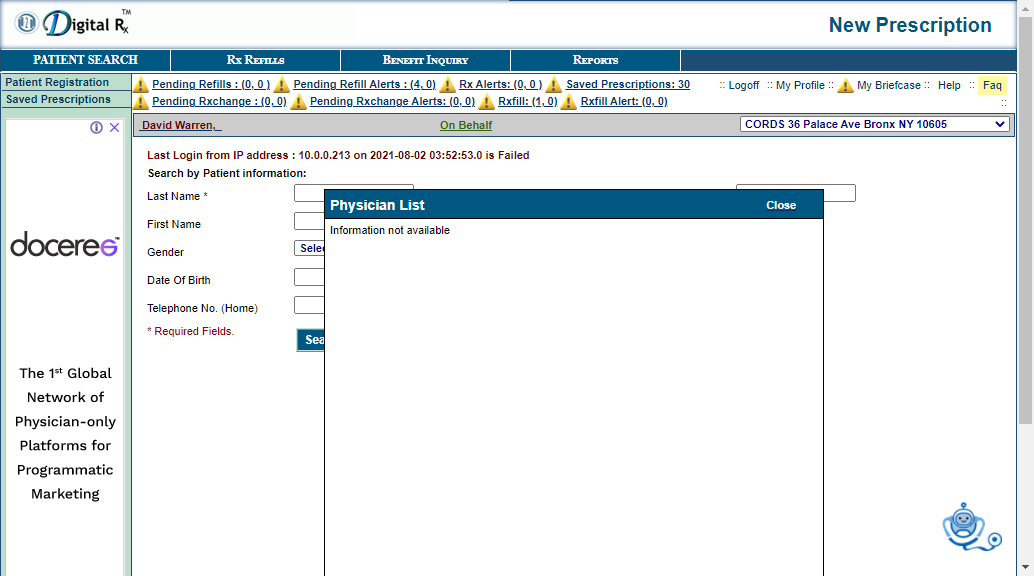 Digital Rx™
New Prescription
PATIENT SEARCH
RX REFILLS
BENEFIT INQUIRY
REPORTS
Patient Registration
Saved Prescriptions
Pending Refills : (0, 0 ) Pending Refill Alerts : (4, 0) Rx Alerts: (0, 0 ) Saved Prescriptions: 30
:: Logoff :: My Profile :: My Briefcase :: Help :: Faq
Pending Rxchange : (0, 0) Pending Rxchange Alerts: (0, 0) Rxfill: (1, 0) Rxfill Alert: (0, 0)
::
David Warren,
On Behalf
CORDS 36 Palace Ave Bronx NY 10605
Last Login from IP address : 10.0.0.213 on 2021-08-02 03:52:53.0 is Failed
Search by Patient information:
Last Name *
First Name
Gender
Selec
Date Of Birth
Telephone No. (Home)
* Required Fields.
Sea
Physician List
Close
Information not available
doceree™
The 1st Global
Network of
Physician-only
Platforms for
Programmatic
Marketing